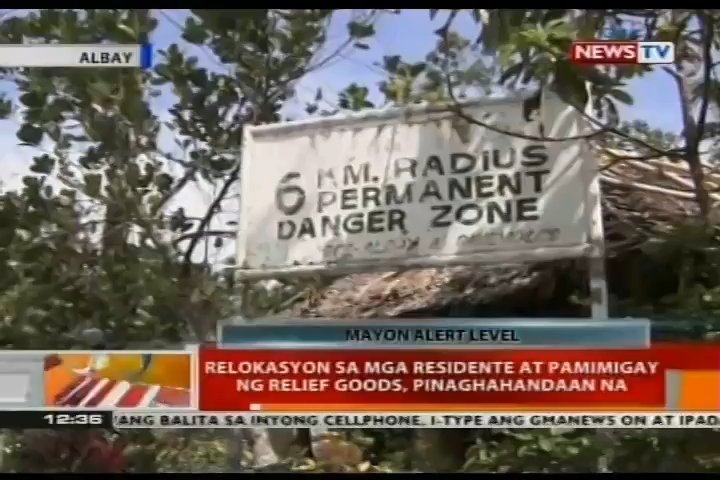 ALBAY
NEWS TV
6 KM. RADIUS
PERMANENT
DANGER ZONE
MAYON ALERT LEVEL
RELOKASYON SA MGA RESIDENTE AT PAMIMIGAY
NG RELIEF GOODS, PINAGHAHANDAAN NA
12:36 ANG BALITA SA INYONG CELLPHONE, I-TYPE ANG GMANEWS ON AT IPAD